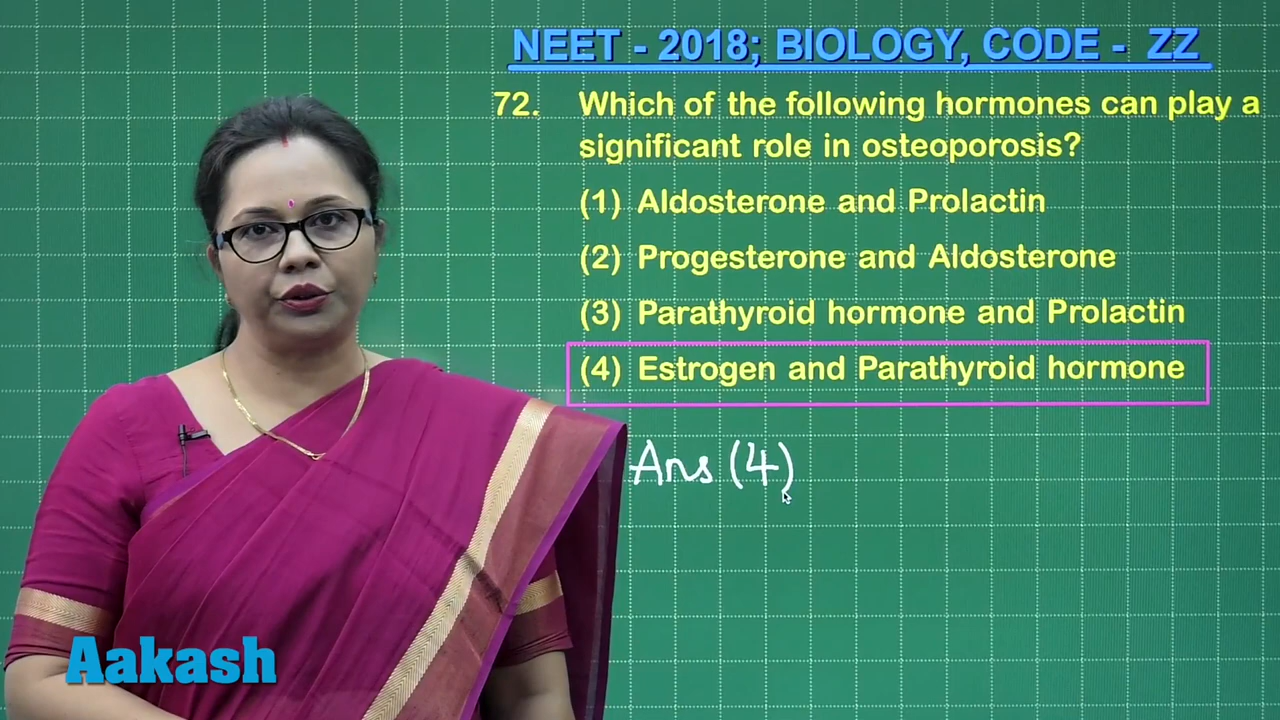 NEET - 2018; BIOLOGY, CODE - ZZ
72. Which of the following hormones can play a
significant role in osteoporosis?
(1) Aldosterone and Prolactin
(2) Progesterone and Aldosterone
(3) Parathyroid hormone and Prolactin
(4) Estrogen and Parathyroid hormone
Ans (4)
Aakash